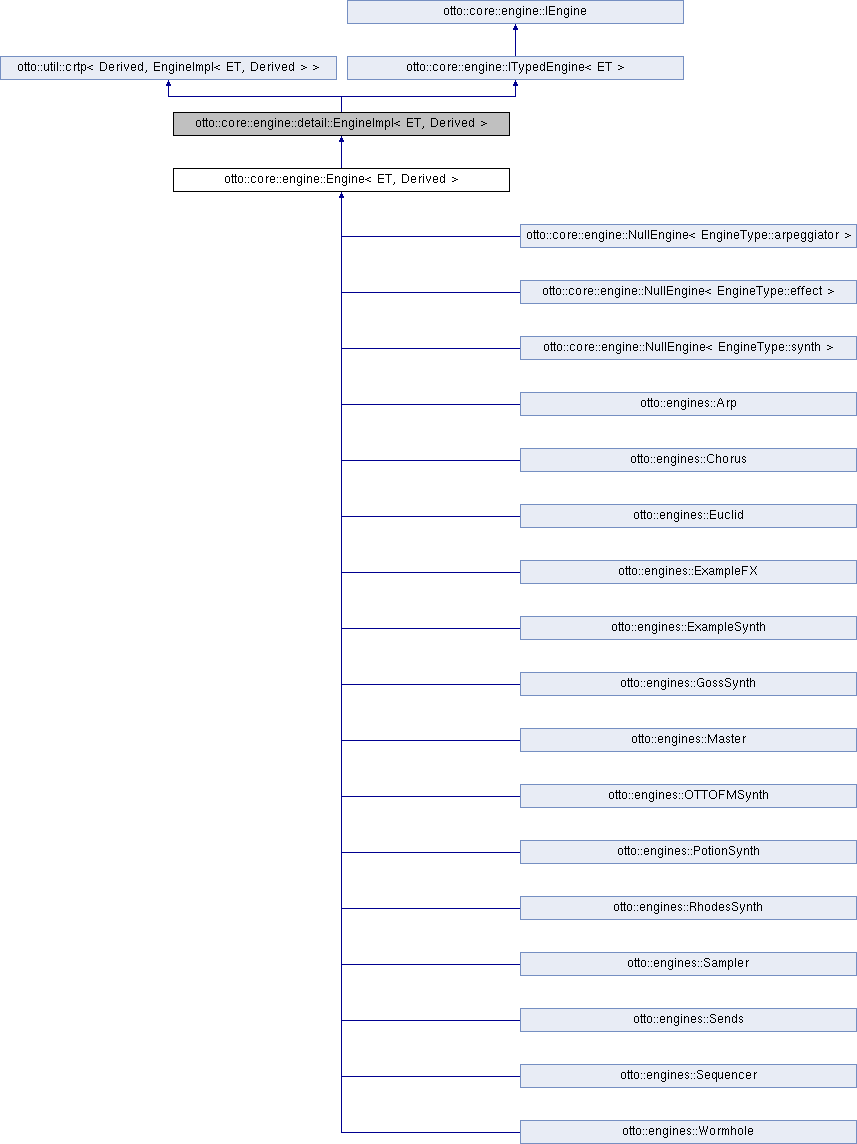 otto::core::engine::IEngine
otto::util::crtp< Derived, EngineImpl< ET, Derived > >
otto::core::engine::ITypedEngine< ET >
otto::core::engine::detail::EngineImpl< ET, Derived >
otto::core::engine::Engine< ET, Derived >
otto::core::engine::NullEngine< EngineType::arpeggiator >
otto::core::engine::NullEngine< EngineType::effect >
otto::core::engine::NullEngine< EngineType::synth >
otto::engines::Arp
otto::engines::Chorus
otto::engines::Euclid
otto::engines::ExampleFX
otto::engines::ExampleSynth
otto::engines::GossSynth
otto::engines::Master
otto::engines::OTTOFMSynth
otto::engines::PotionSynth
otto::engines::RhodesSynth
otto::engines::Sampler
otto::engines::Sends
otto::engines::Sequencer
otto::engines::Wormhole